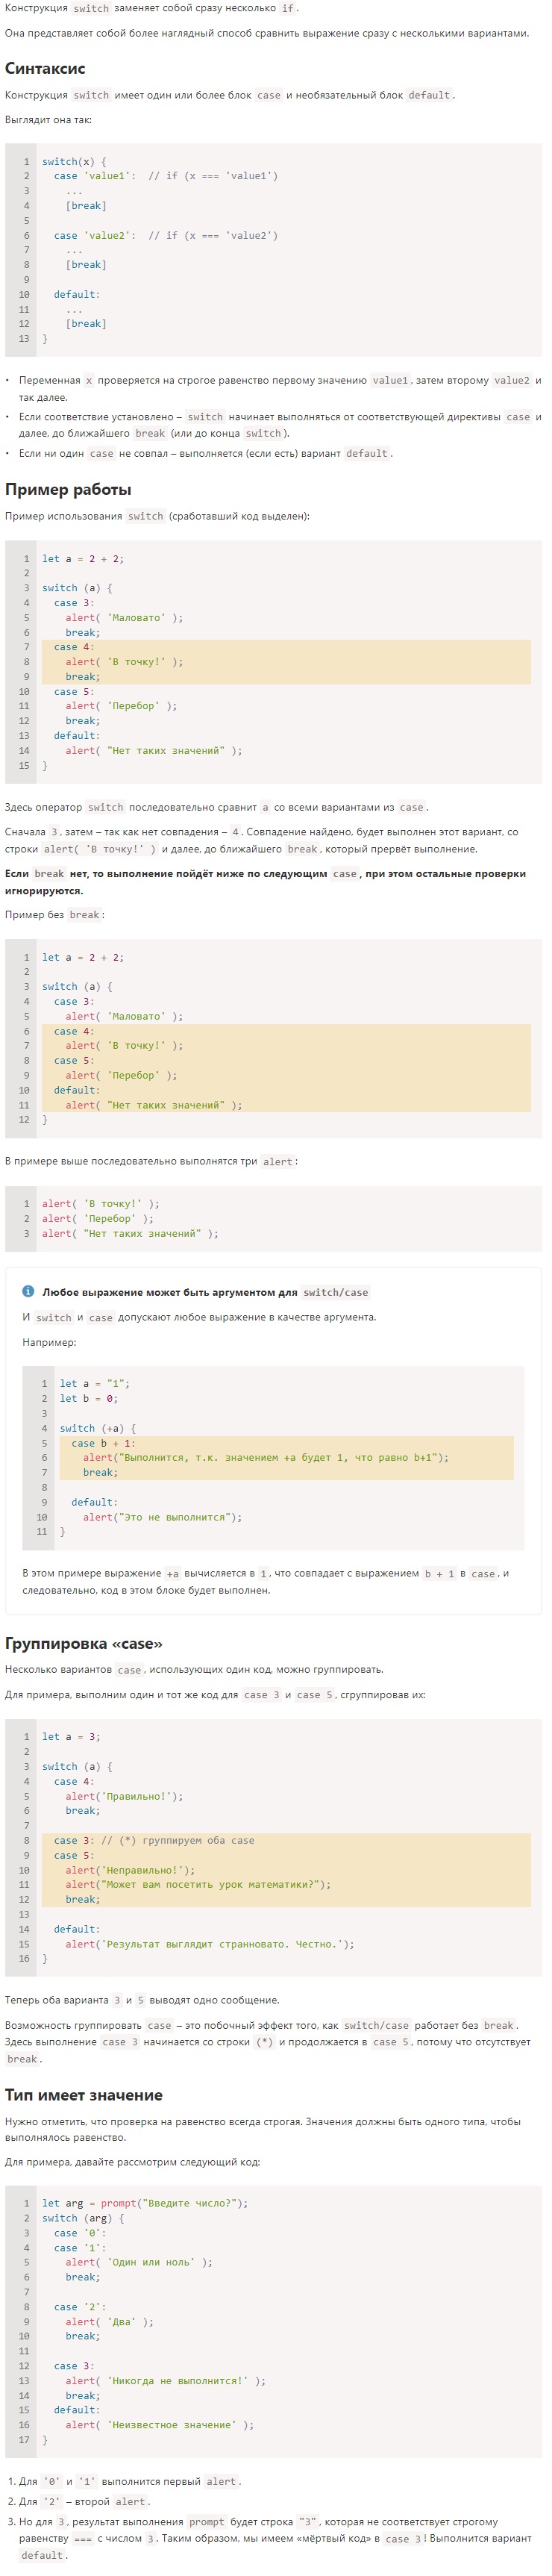 Конструкция switch заменяет собой сразу несколько if.
Она представляет собой более наглядный способ сравнить выражение сразу с несколькими вариантами.
Синтаксис
Конструкция switch имеет один или более блок case и необязательный блок default.
Выглядит она так:
1 switch(x) {
2   case 'value1':  // if (x === 'value1')
3     ...
4     [break]
5
6   case 'value2':  // if (x === 'value2')
7     ...
8     [break]
9
10   default:
11     ...
12     [break]
13 }
• Переменная x проверяется на строгое равенство первому значению value1, затем второму value2 и
так далее.
• Если соответствие установлено – switch начинает выполняться от соответствующей директивы case и
далее, до ближайшего break (или до конца switch).
• Если ни один case не совпал – выполняется (если есть) вариант default.
Пример работы
Пример использования switch (сработавший код выделен):
1 let a = 2 + 2;
2
3 switch (a) {
4   case 3:
5     alert( 'Маловато' );
6     break;
7   case 4:
8     alert( 'В точку!' );
9     break;
10   case 5:
11     alert( 'Перебор' );
12     break;
13   default:
14     alert( "Нет таких значений" );
15 }
Здесь оператор switch последовательно сравнит a со всеми вариантами из case.
Сначала 3, затем – так как нет совпадения – 4. Совпадение найдено, будет выполнен этот вариант, со
строки alert( 'В точку!' ) и далее, до ближайшего break, который прервёт выполнение.
Если break нет, то выполнение пойдёт ниже по следующим case, при этом остальные проверки
игнорируются.
Пример без break:
1 let a = 2 + 2;
2
3 switch (a) {
4   case 3:
5     alert( 'Маловато' );
6   case 4:
7     alert( 'В точку!' );
8   case 5:
9     alert( 'Перебор' );
10   default:
11     alert( "Нет таких значений" );
12 }
В примере выше последовательно выполнятся три alert:
1 alert( 'В точку!' );
2 alert( 'Перебор' );
3 alert( "Нет таких значений" );
i Любое выражение может быть аргументом для switch/case
И switch и case допускают любое выражение в качестве аргумента.
Например:
1 let a = "1";
2 let b = 0;
3
4 switch (+a) {
5   case b + 1:
6     alert("Выполнится, т.к. значением +a будет 1, что равно b+1");
7     break;
8
9   default:
10     alert("Это не выполнится");
11 }
В этом примере выражение +a вычисляется в 1, что совпадает с выражением b + 1 в case, и
следовательно, код в этом блоке будет выполнен.
Группировка «case»
Несколько вариантов case, использующих один код, можно группировать.
Для примера, выполним один и тот же код для case 3 и case 5, сгруппировав их:
1 let a = 3;
2
3 switch (a) {
4   case 4:
5     alert('Правильно!');
6     break;
7
8   case 3: // (*) группируем оба case
9   case 5:
10     alert('Неправильно!');
11     alert("Может вам посетить урок математики?");
12     break;
13
14   default:
15     alert('Результат выглядит странновато. Честно.');
16 }
Теперь оба варианта 3 и 5 выводят одно сообщение.
Возможность группировать case – это побочный эффект того, как switch/case работает без break.
Здесь выполнение case 3 начинается со строки (*) и продолжается в case 5, потому что отсутствует
break.
Тип имеет значение
Нужно отметить, что проверка на равенство всегда строгая. Значения должны быть одного типа, чтобы
выполнялось равенство.
Для примера, давайте рассмотрим следующий код:
1 let arg = prompt("Введите число?");
2 switch (arg) {
3   case '0':
4   case '1':
5     alert( 'Один или ноль' );
6     break;
7
8   case '2':
9     alert( 'Два' );
10     break;
11
12   case 3:
13     alert( 'Никогда не выполнится!' );
14     break;
15   default:
16     alert( 'Неизвестное значение' );
17 }
1. Для '0' и '1' выполнится первый alert.
2. Для '2' – второй alert.
3. Но для 3, результат выполнения prompt будет строка "3", которая не соответствует строгому
равенству === с числом 3. Таким образом, мы имеем «мёртвый код» в case 3! Выполнится вариант
default.